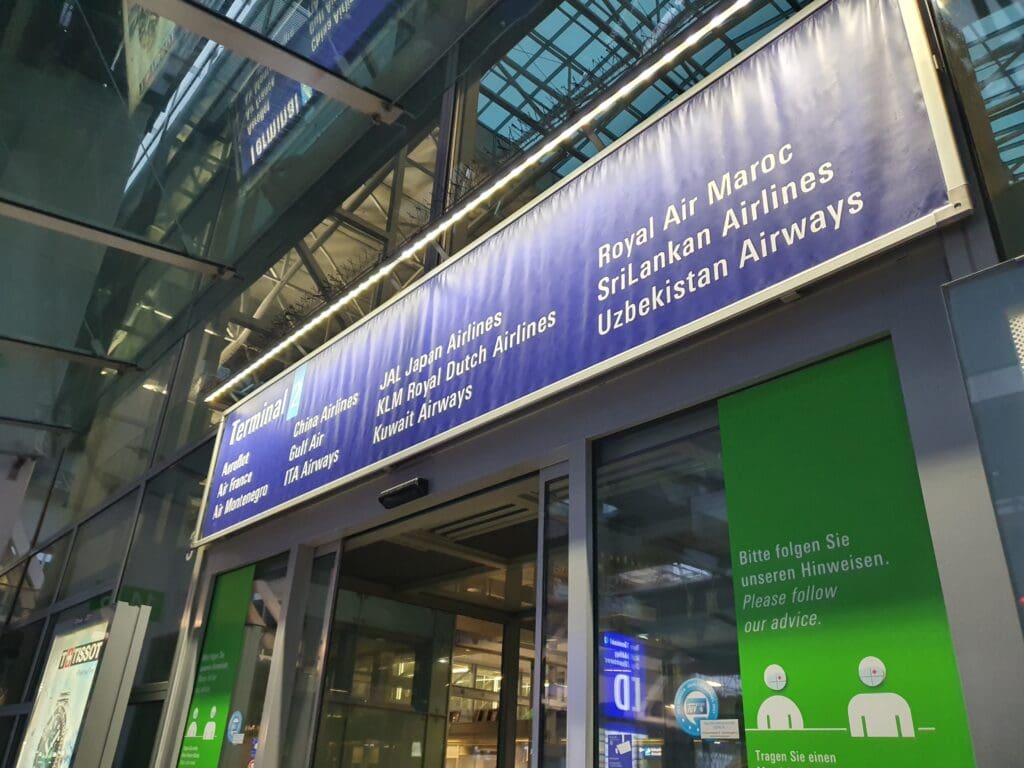 Terminal 2
Aeroflot
Air France
Air Montenegro
China Airlines
Gulf Air
ITA Airways
JAL Japan Airlines
KLM Royal Dutch Airlines
Kuwait Airways
Royal Air Maroc
SriLankan Airlines
Uzbekistan Airways
Bitte folgen Sie
unseren Hinweisen.
Please follow
our advice.
Tragen Sie einen
TISSOT
D